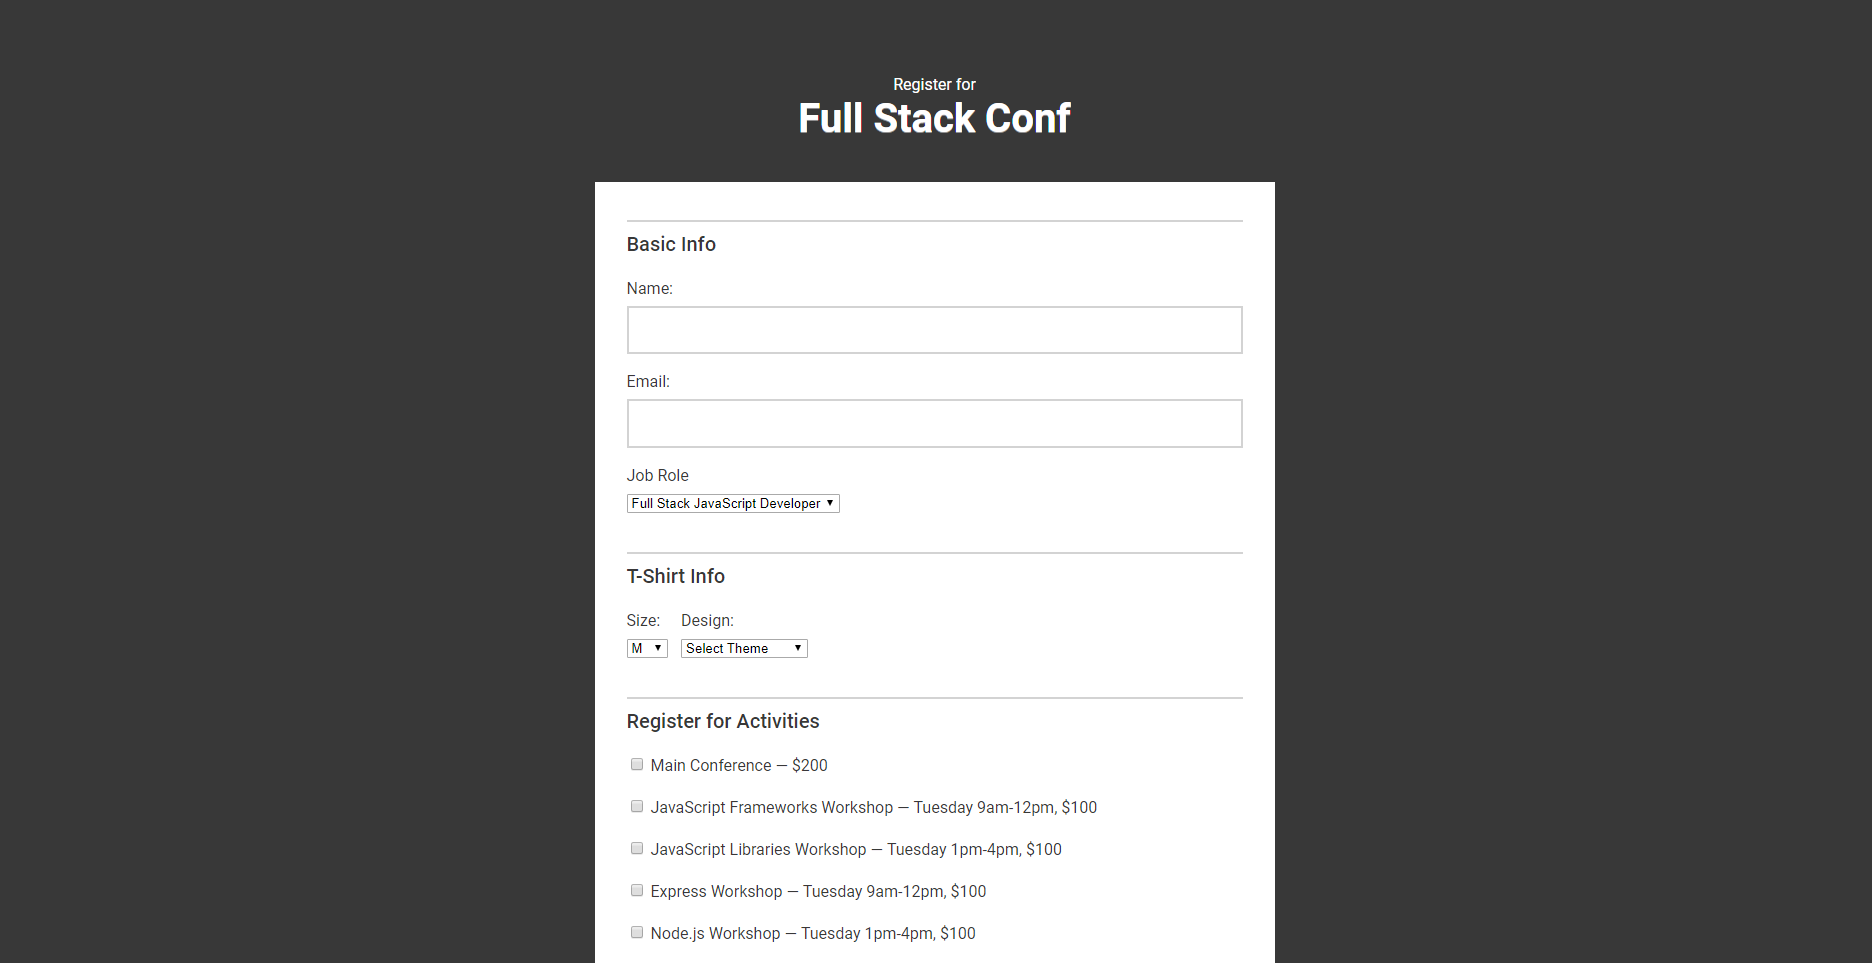 Register for
Full Stack Conf
Basic Info
Name:
Email:
Job Role
Full Stack JavaScript Developer
T-Shirt Info
Size: Design:
M Select Theme
Register for Activities
Main Conference — $200
JavaScript Frameworks Workshop — Tuesday 9am-12pm, $100
JavaScript Libraries Workshop — Tuesday 1pm-4pm, $100
Express Workshop — Tuesday 9am-12pm, $100
Node.js Workshop — Tuesday 1pm-4pm, $100